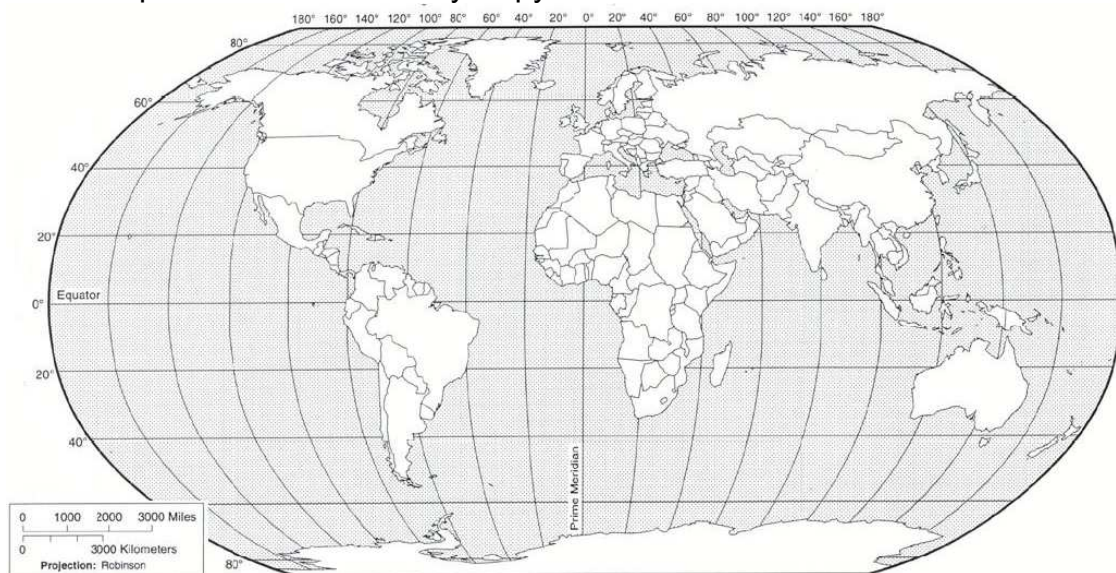 180° 160° 140° 120° 100° 80° 60° 40° 20° 0° 20° 40° 60° 80° 100° 120° 140° 160° 180°
80°
60°
40°
20°
Equator
0°
20°
40°
Prime Meridian
80°
0 1000 2000 3000 Miles
0 3000 Kilometers
Projection: Robinson